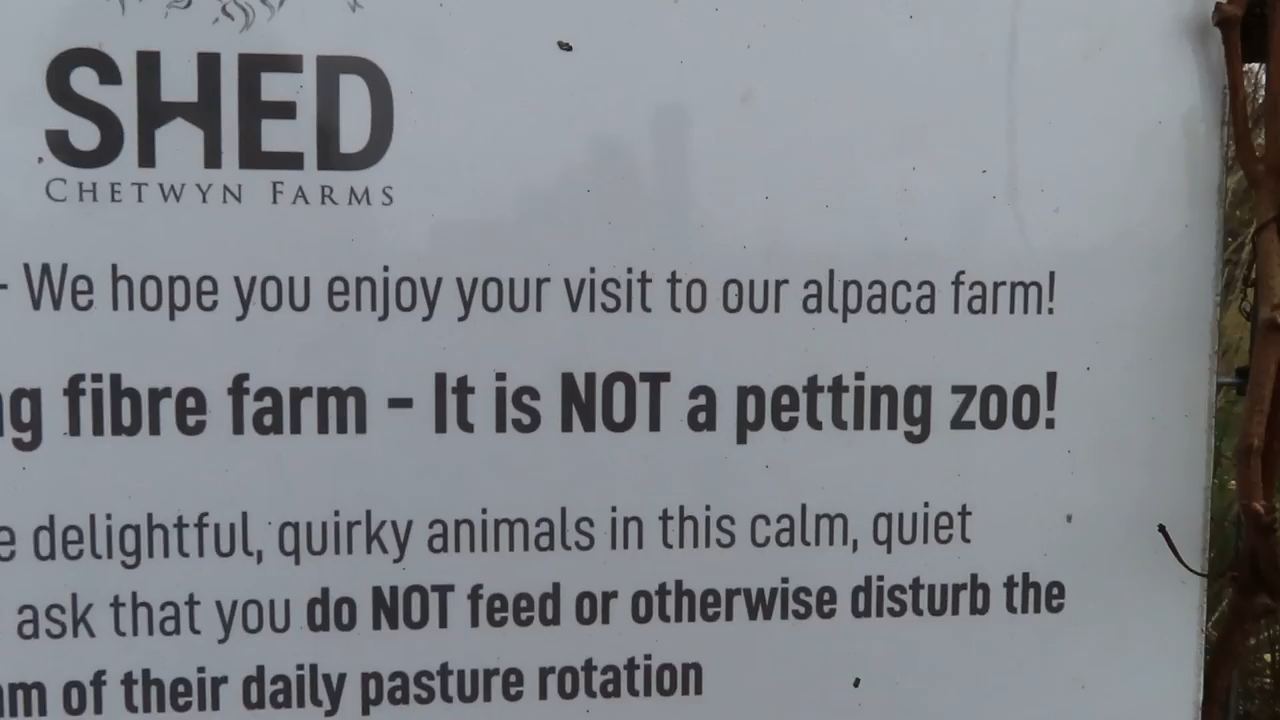 SHED
CHETWYN FARMS
- We hope you enjoy your visit to our alpaca farm!
fibre farm - It is NOT a petting zoo!
delightful, quirky animals in this calm, quiet
ask that you do NOT feed or otherwise disturb the
of their daily pasture rotation